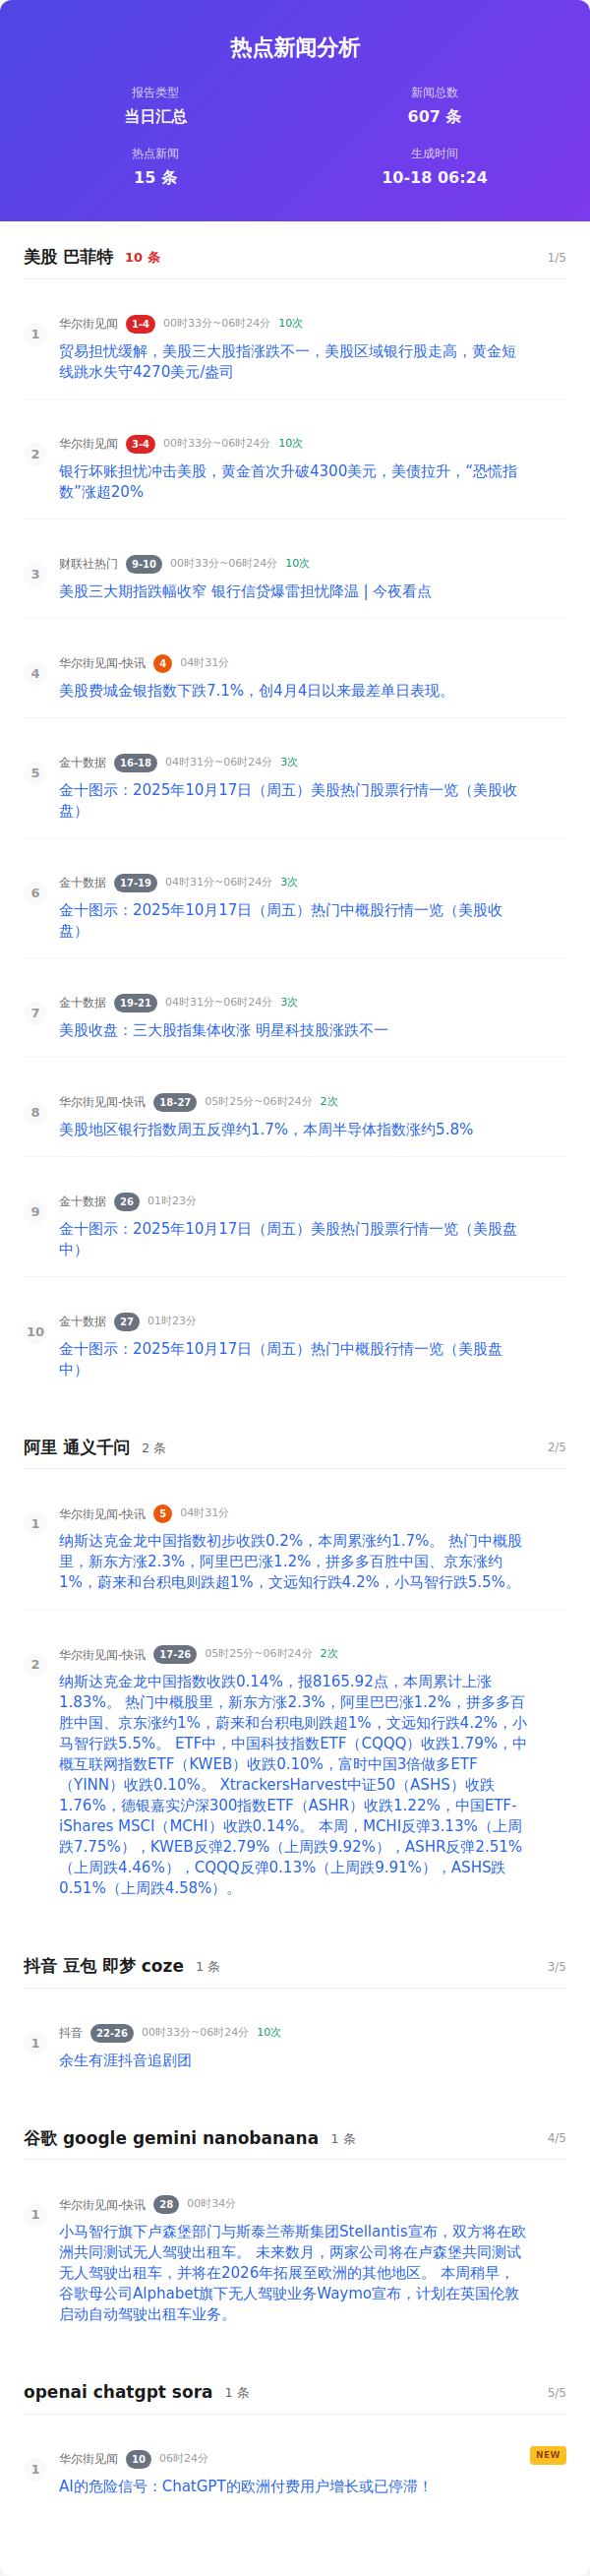 热点新闻分析
报告类型
新闻总数
当日汇总
607 条
热点新闻
生成时间
15 条
10-18 06:24
美股 巴菲特 10 条 1/5
1
华尔街见闻 1-4 00时33分~06时24分 10次
贸易担忧缓解，美股三大股指涨跌不一，美股区域银行股走高，黄金短
线跳水失守4270美元/盎司
2
华尔街见闻 3-4 00时33分~06时24分 10次
银行坏账担忧冲击美股，黄金首次升破4300美元，美债拉升，“恐慌指
数”涨超20%
3
财联社热门 9-10 00时33分~06时24分 10次
美股三大期指跌幅收窄 银行信贷爆雷担忧降温 | 今夜看点
4
华尔街见闻-快讯 4 04时31分
美股费城金银指数下跌7.1%，创4月4日以来最差单日表现。
5
金十数据 16-18 04时31分~06时24分 3次
金十图示：2025年10月17日（周五）美股热门股票行情一览（美股收
盘）
6
金十数据 17-19 04时31分~06时24分 3次
金十图示：2025年10月17日（周五）热门中概股行情一览（美股收
盘）
7
金十数据 19-21 04时31分~06时24分 3次
美股收盘：三大股指集体收涨 明星科技股涨跌不一
8
华尔街见闻-快讯 18-27 05时25分~06时24分 2次
美股地区银行指数周五反弹约1.7%，本周半导体指数涨约5.8%
9
金十数据 26 01时23分
金十图示：2025年10月17日（周五）美股热门股票行情一览（美股盘
中）
10
金十数据 27 01时23分
金十图示：2025年10月17日（周五）热门中概股行情一览（美股盘
中）
阿里 通义千问 2 条 2/5
1
华尔街见闻-快讯 5 04时31分
纳斯达克金龙中国指数初步收跌0.2%，本周累涨约1.7%。 热门中概股
里，新东方涨2.3%，阿里巴巴涨1.2%，拼多多胜中国、京东涨约
1%，蔚来和台积电则跌超1%，文远知行跌4.2%，小马智行跌5.5%。
2
华尔街见闻-快讯 17-26 05时25分~06时24分 2次
纳斯达克金龙中国指数收跌0.14%，报8165.92点，本周累计上涨
1.83%。 热门中概股里，新东方涨2.3%，阿里巴巴涨1.2%，拼多多百
胜中国、京东涨约1%，蔚来和台积电则跌超1%，文远知行跌4.2%，小
马智行跌5.5%。 ETF中，中国科技指数ETF（CQQQ）收跌1.79%，中
概互联网指数ETF（KWEB）收跌0.10%，富时中国3倍做多ETF
（YINN）收跌0.10%。 XtrackersHarvest中证50（ASHS）收跌
1.76%，德银嘉实沪深300指数ETF（ASHR）收跌1.22%，中国ETF-
iShares MSCI（MCHI）收跌0.14%。 本周，MCHI反弹3.13%（上周
跌7.75%），KWEB反弹2.79%（上周跌9.92%），ASHR反弹2.51%
（上周跌4.46%），CQQQ反弹0.13%（上周跌9.91%），ASHS跌
0.51%（上周跌4.58%）。
抖音 豆包 即梦 coze 1 条 3/5
1
抖音 22-26 00时33分~06时24分 10次
余生有涯抖音追剧团
谷歌 google gemini nanobanana 1 条 4/5
1
华尔街见闻-快讯 28 00时34分
小马智行旗下卢森堡部门与斯泰兰蒂斯集团Stellantis宣布，双方将在欧
洲共同测试无人驾驶出租车。 未来数月，两家公司将在卢森堡共同测试
无人驾驶出租车，并将在2026年拓展至欧洲的其他地区。 本周稍早，
谷歌母公司Alphabet旗下无人驾驶业务Waymo宣布，计划在英国伦敦
启动自动驾驶出租车业务。
openai chatgpt sora 1 条 5/5
1
华尔街见闻 10 06时24分 NEW
AI的危险信号：ChatGPT的欧洲付费用户增长或已停滞！